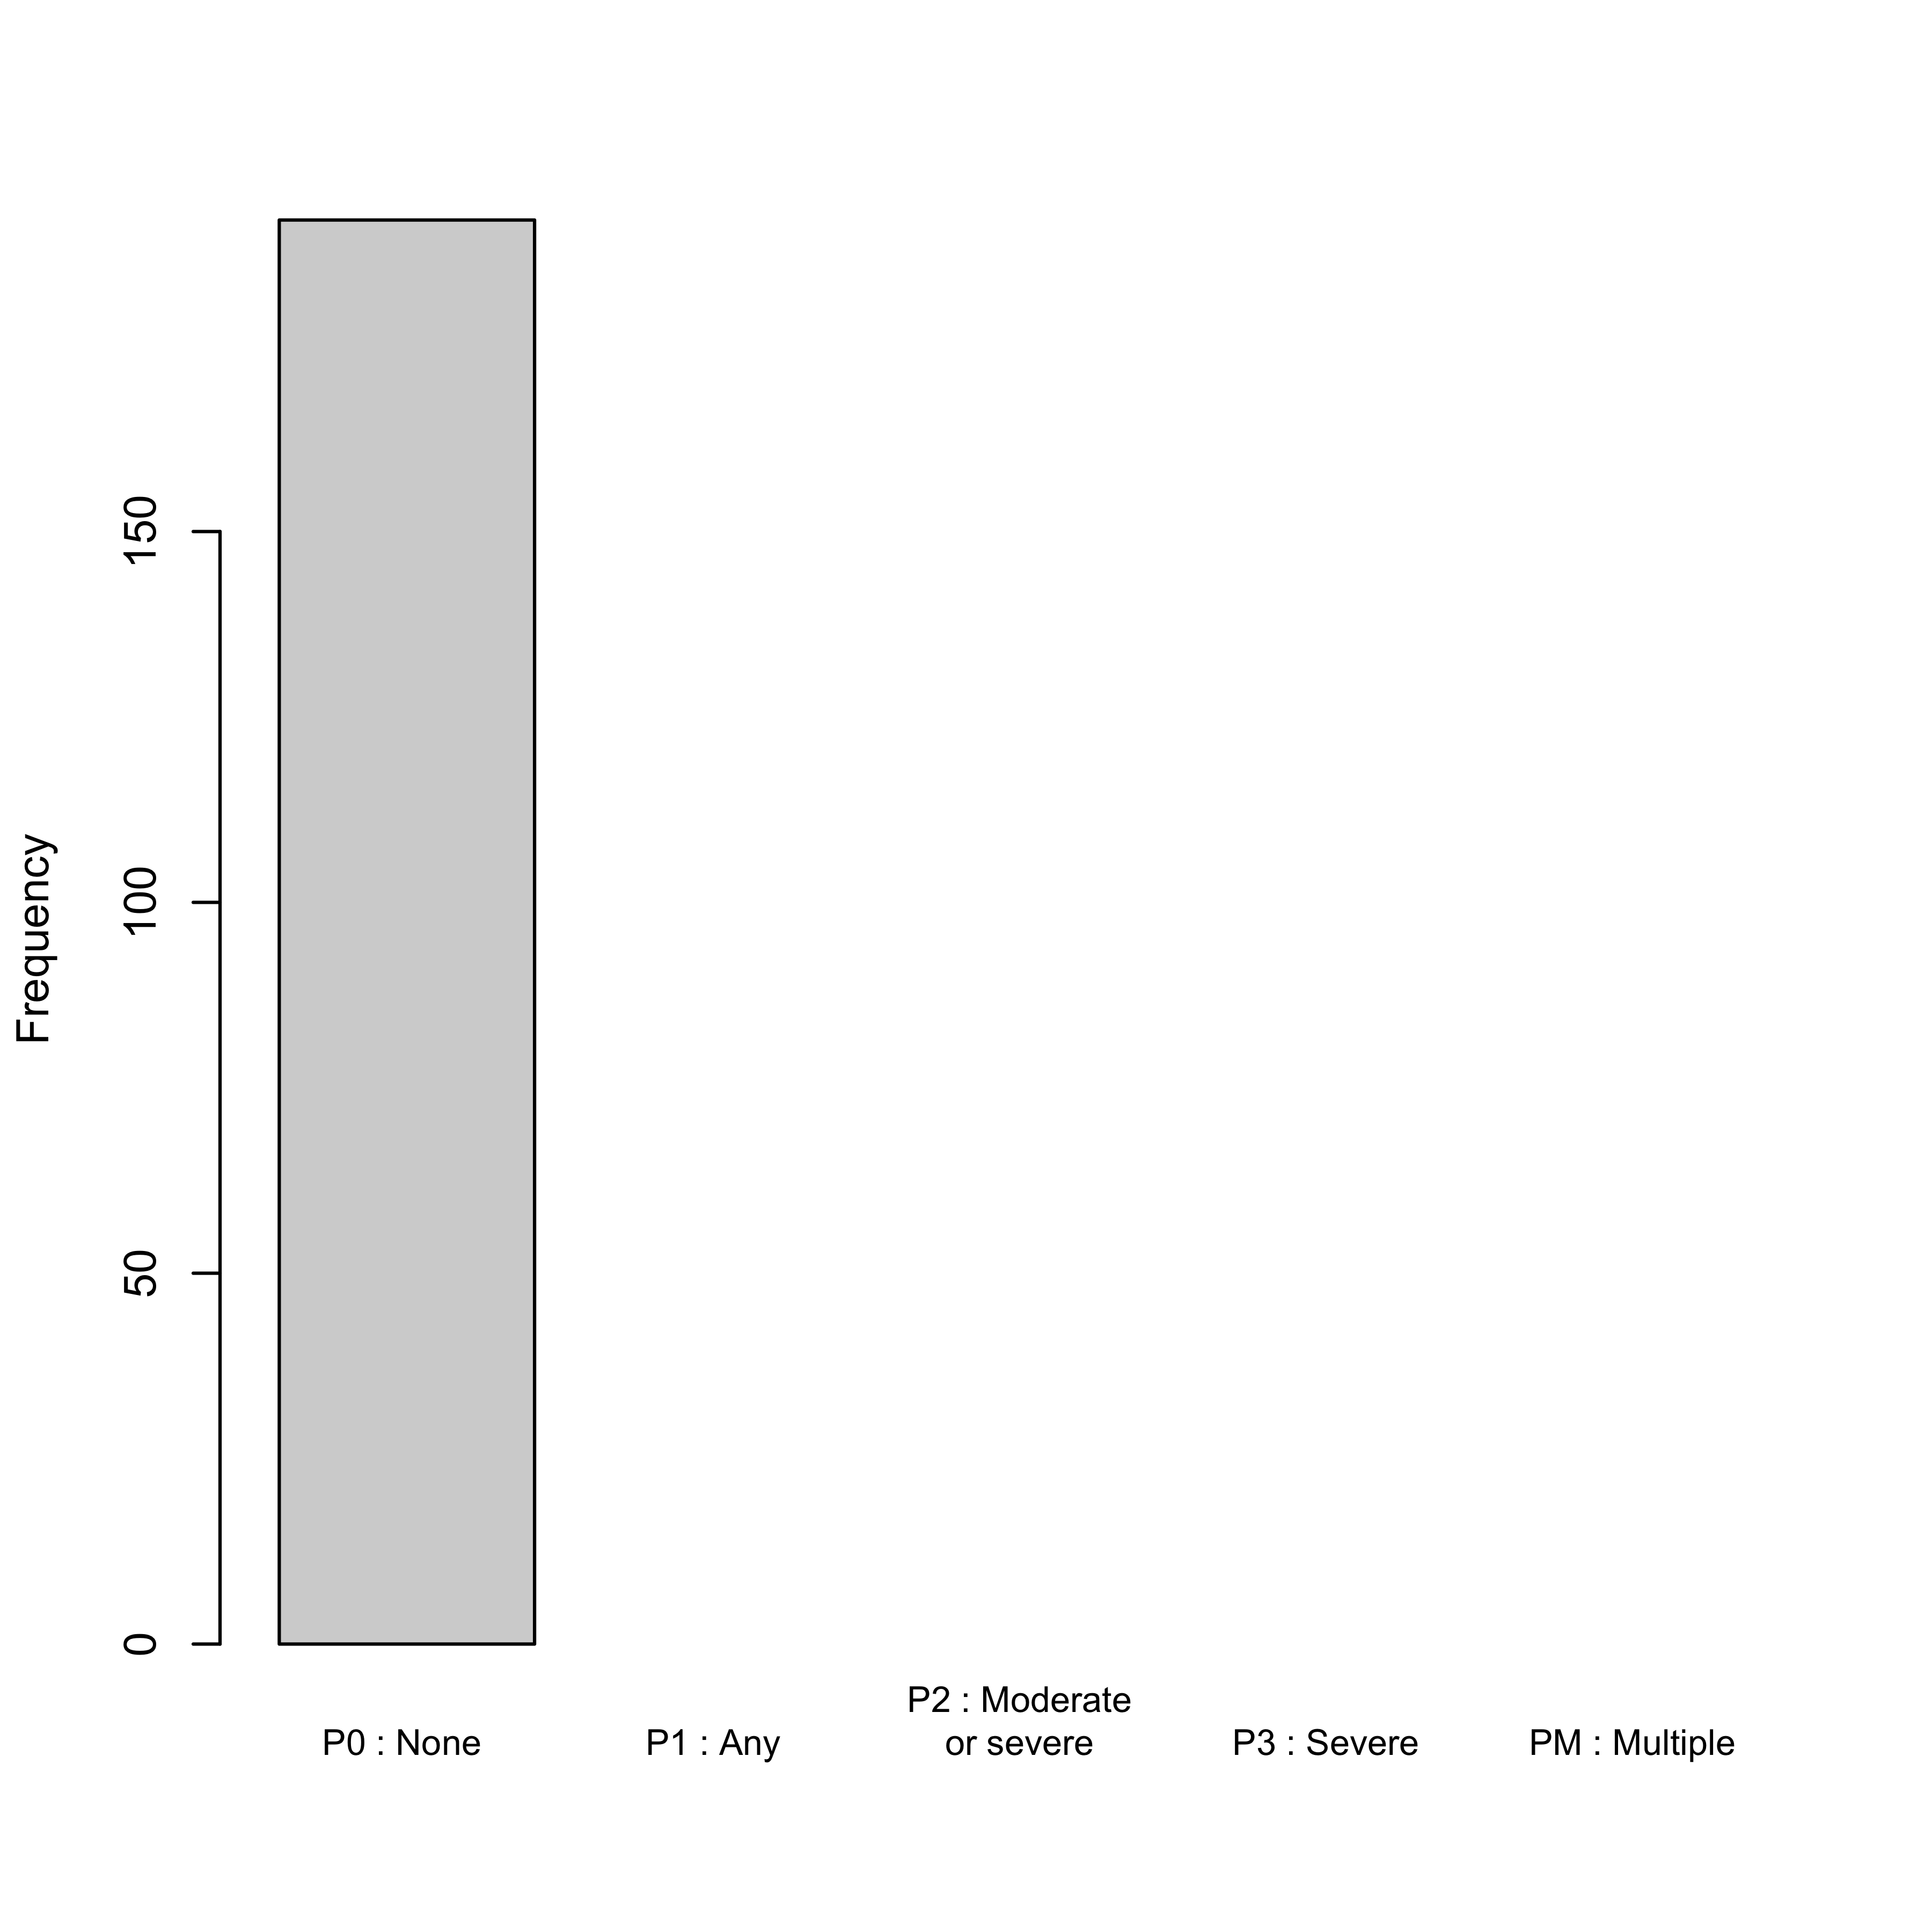 Frequency
150
100
50
0
P0 : None
P1 : Any
P2 : Moderate
or severe
P3 : Severe
PM : Multiple